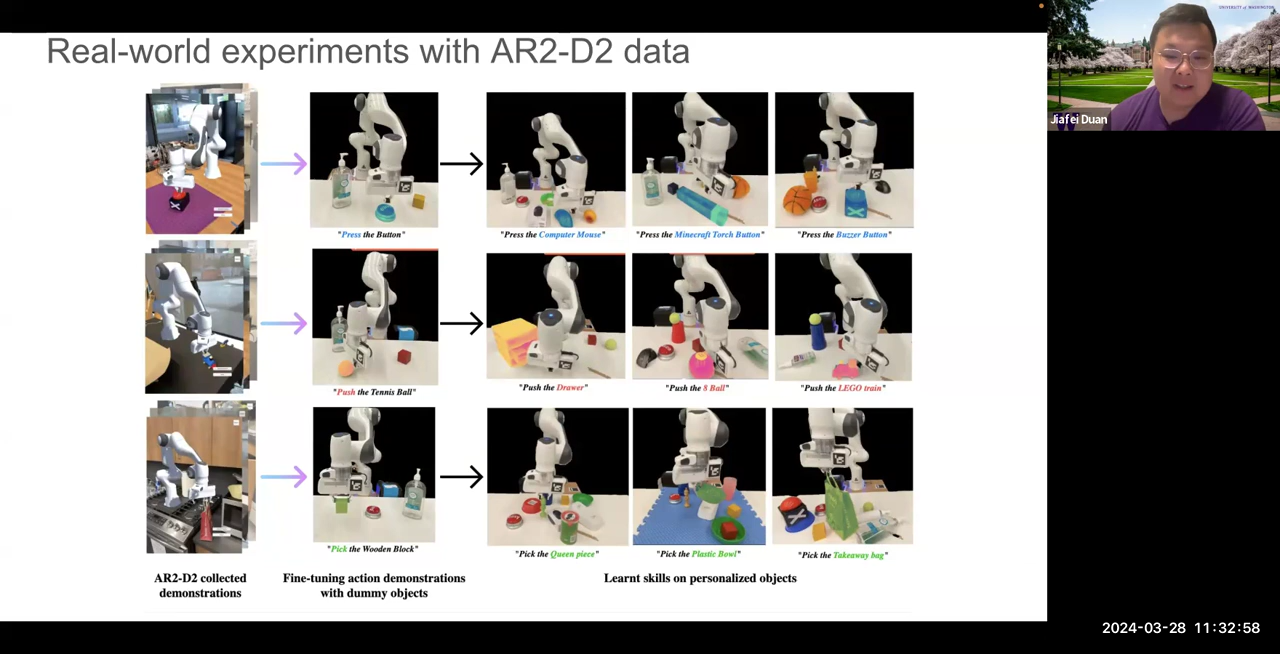 Real-world experiments with AR2-D2 data
UNIVERSITY of WASHINGTON
Jiafei Duan
"Press the Button"
"Press the Computer Mouse"
"Press the Minecraft Torch Button"
"Press the Buzzer Button"
"Push the Tennis Ball"
"Push the Drawer"
"Push the 8 Ball"
"Push the LEGO train"
"Pick the Wooden Block"
"Pick the Queen piece"
"Pick the Plastic Bowl"
"Pick the Takeaway bag"
AR2-D2 collected
demonstrations
Fine-tuning action demonstrations
with dummy objects
Learnt skills on personalized objects
2024-03-28 11:32:58